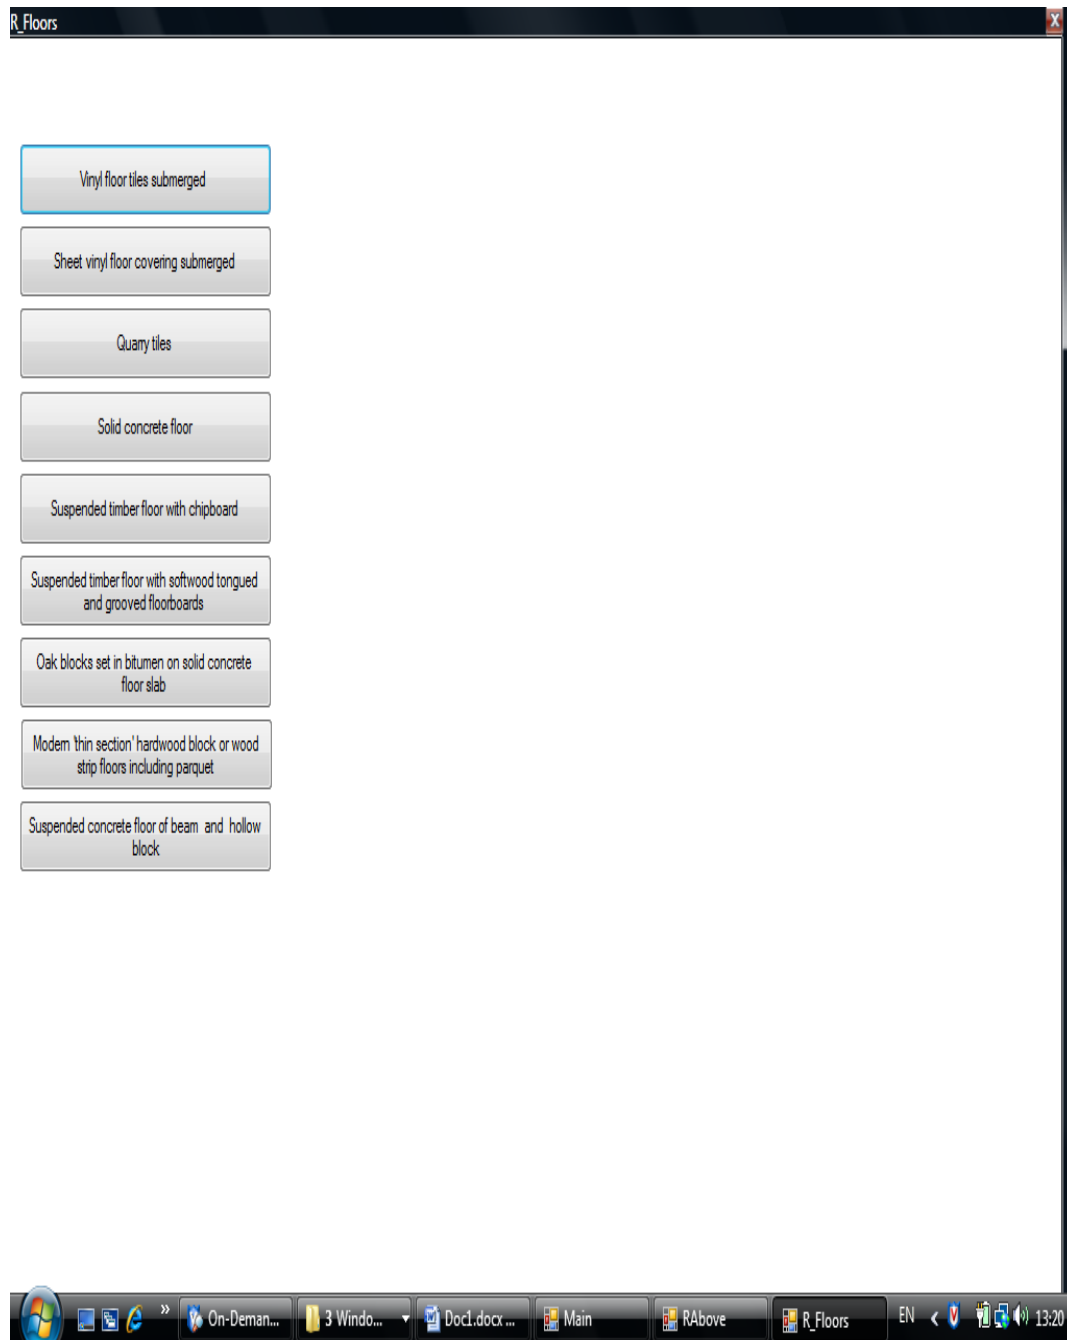 R_Floors
Vinyl floor tiles submerged
Sheet vinyl floor covering submerged
Quarry tiles
Solid concrete floor
Suspended timber floor with chipboard
Suspended timber floor with softwood tongued
and grooved floorboards
Oak blocks set in bitumen on solid concrete
floor slab
Modern 'thin section' hardwood block or wood
strip floors including parquet
Suspended concrete floor of beam  and  hollow
block
» On-Deman... 3 Windo... Doc1.docx ... Main RAbove R_Floors EN 13:20